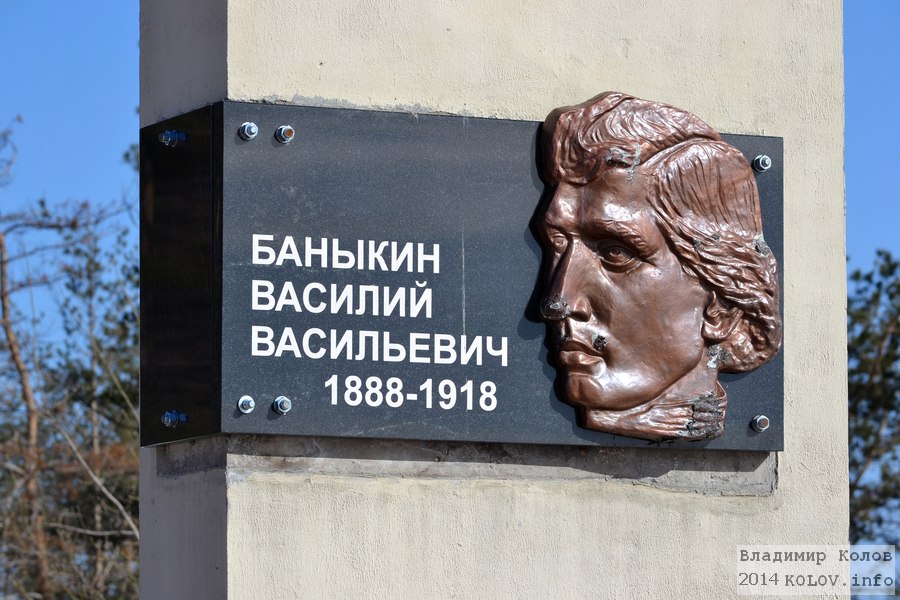 БАНЫКИН
ВАСИЛИЙ
ВАСИЛЬЕВИЧ
1888-1918
Владимир Колов
2014 KOLOV.info